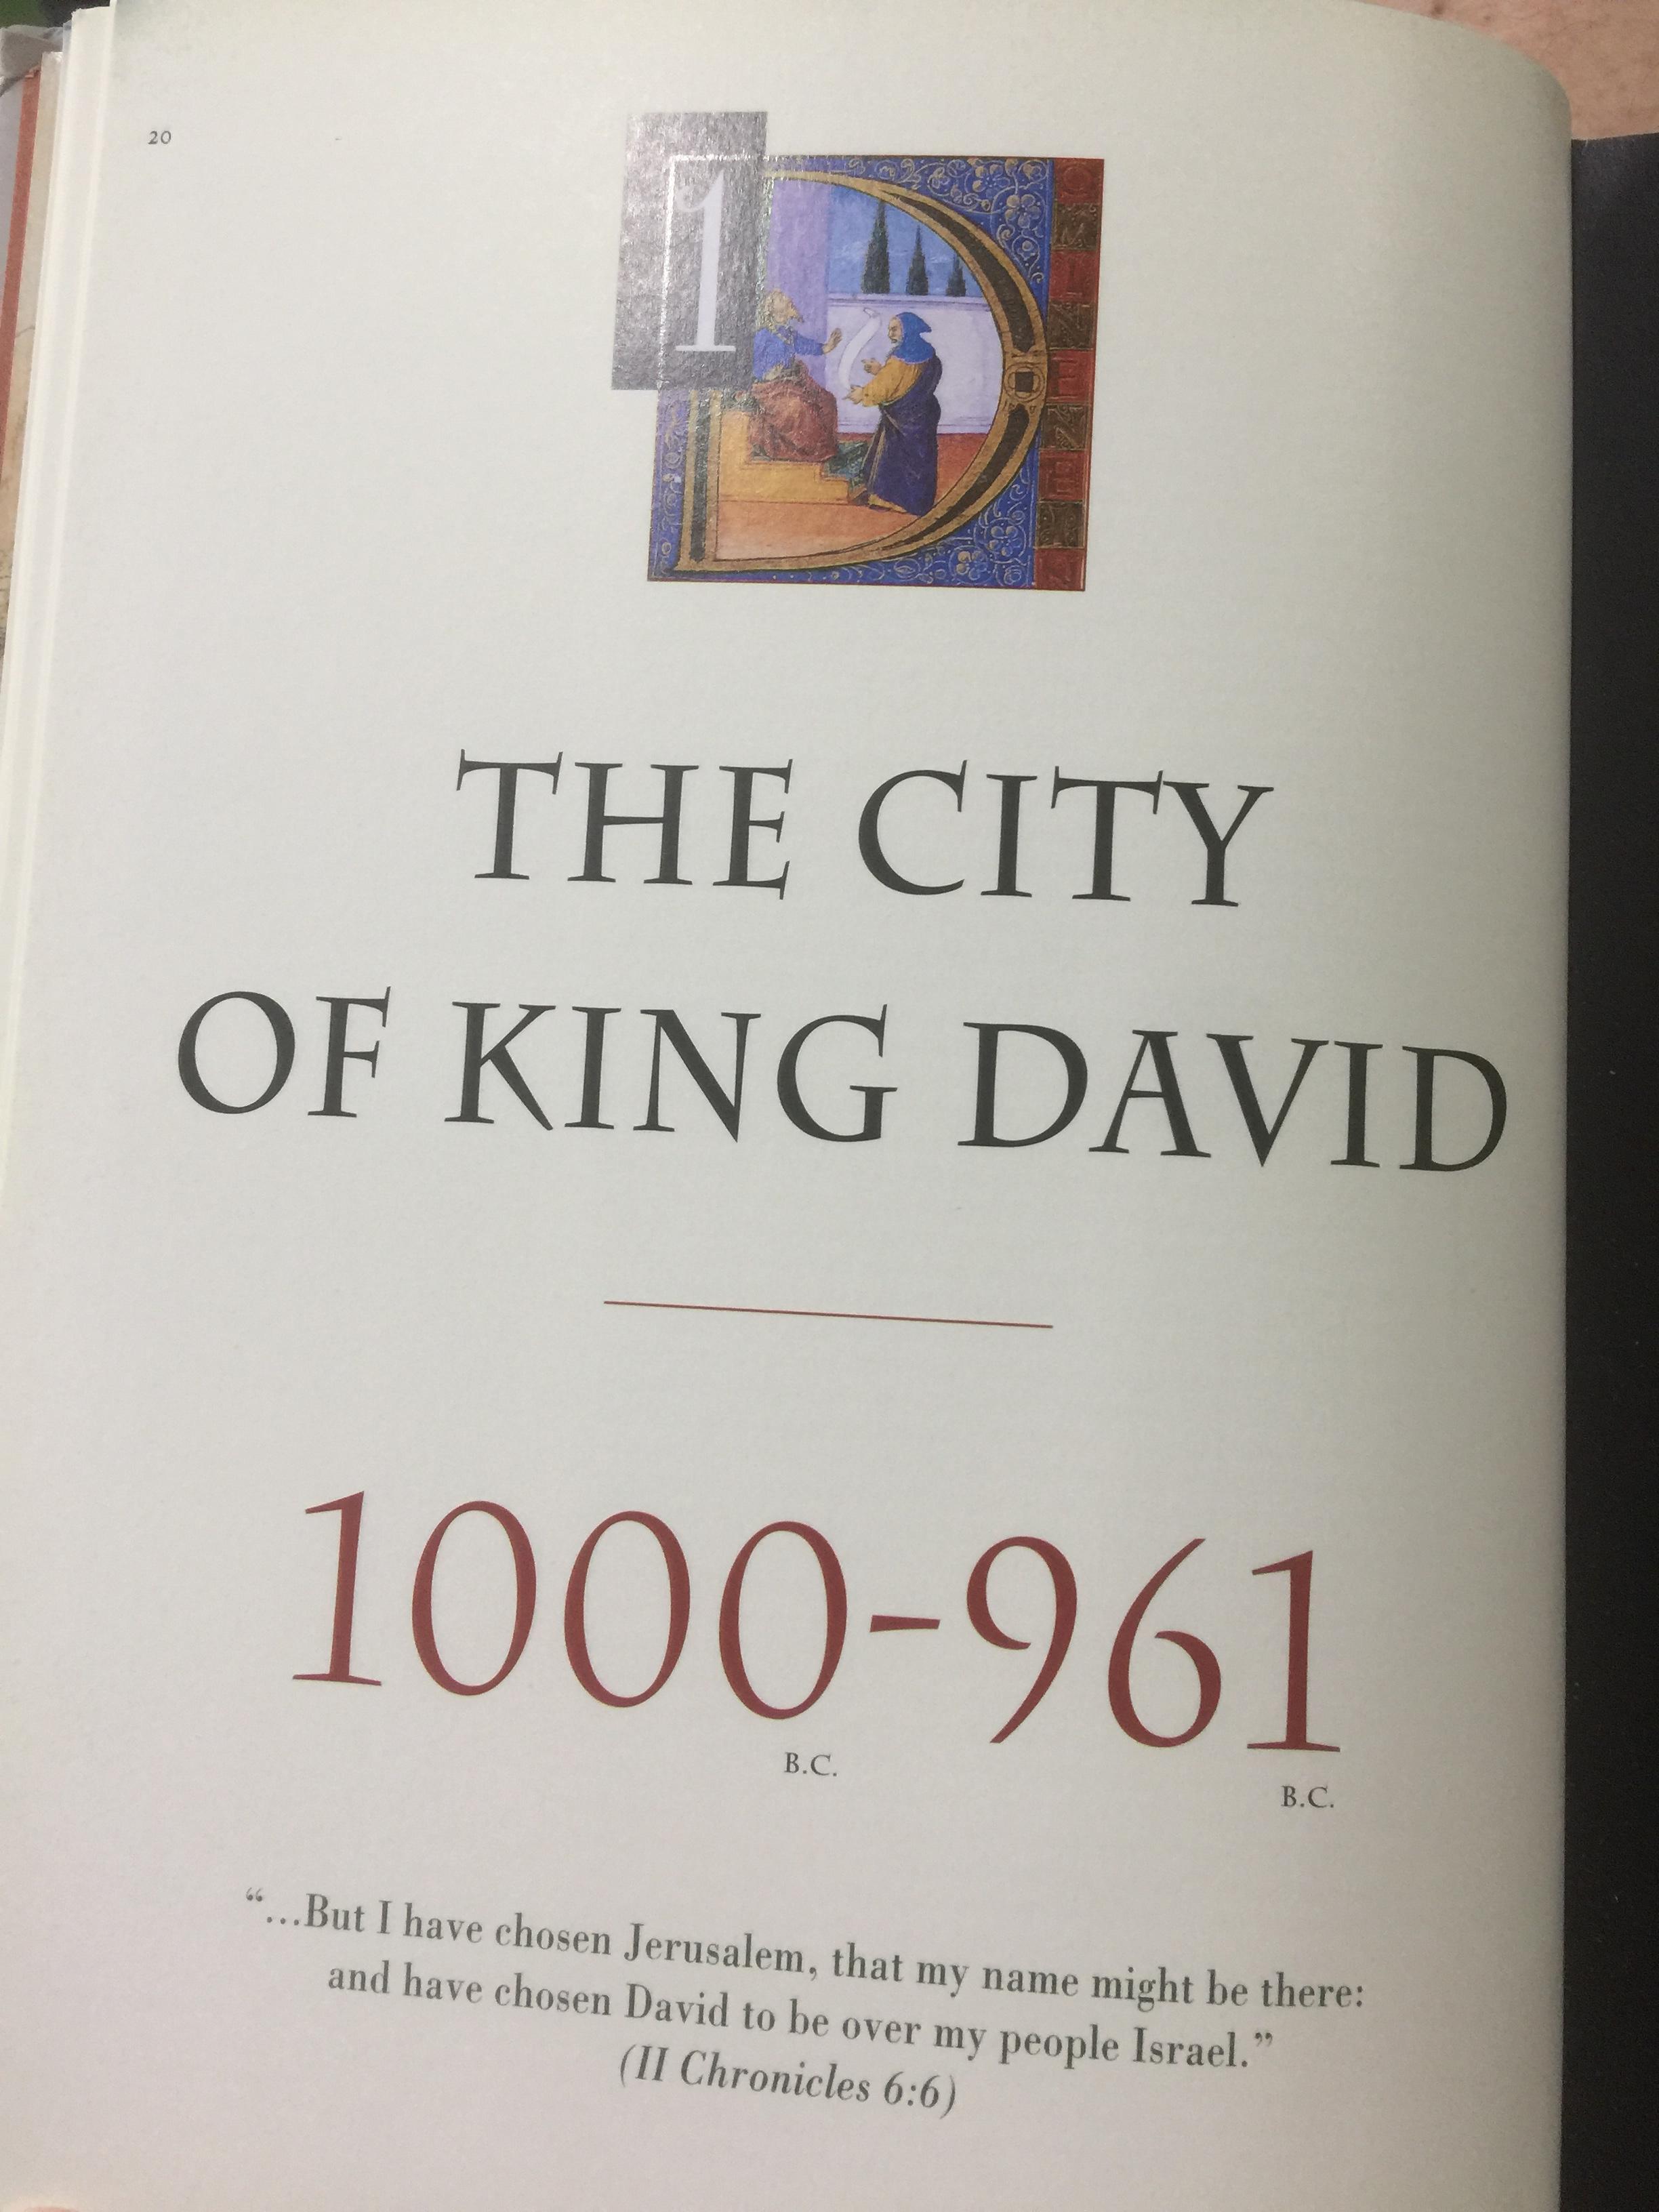 20
1
D
OMINENEIN
THE CITY
OF KING DAVID
1000-961
B.C.
B.C.
“...But I have chosen Jerusalem, that my name might be there:
and have chosen David to be over my people Israel.”
(II Chronicles 6:6)